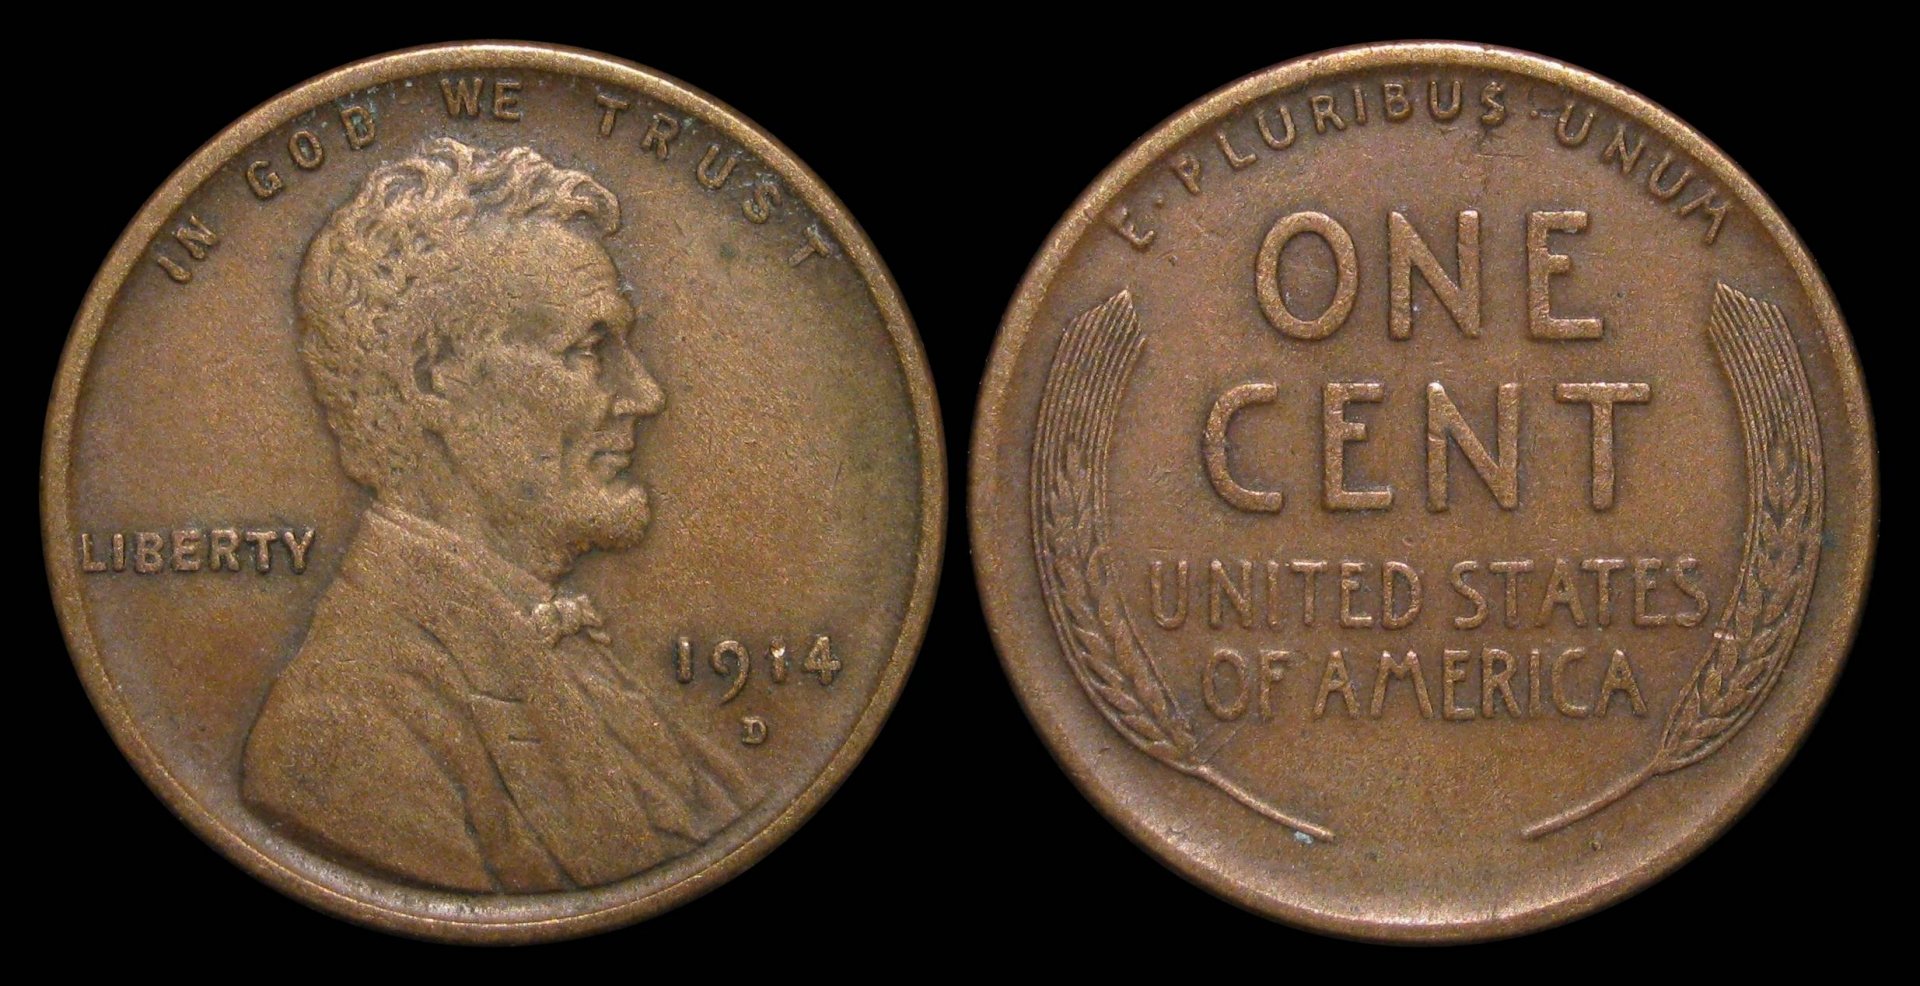 IN GOD WE TRUST
LIBERTY
1914
D
E·PLURIBUS·UNUM
ONE
CENT
UNITED STATES
OF AMERICA